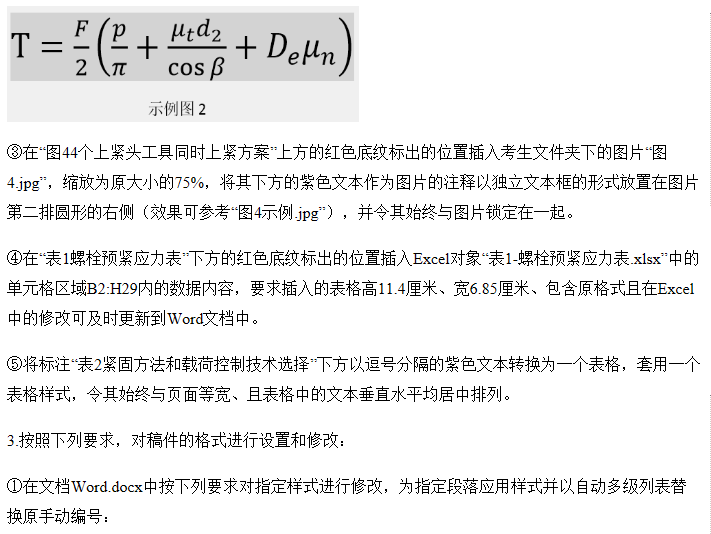 T = F/2 (p/π + μ_t d_2 / cos β + D_e μ_n)
示例图 2
③在“图44个上紧头工具同时上紧方案”上方的红色底纹标出的位置插入考生文件夹下的图片“图
4.jpg”，缩放为原大小的75%，将其下方的紫色文本作为图片的注释以独立文本框的形式放置在图片
第二排圆形的右侧（效果可参考“图4示例.jpg”），并令其始终与图片锁定在一起。
④在“表1螺栓预紧应力表”下方的红色底纹标出的位置插入Excel对象“表1-螺栓预紧应力表.xlsx”中的
单元格区域B2:H29内的数据内容，要求插入的表格高11.4厘米、宽6.85厘米、包含原格式且在Excel
中的修改可及时更新到Word文档中。
⑤将标注“表2紧固方法和载荷控制技术选择”下方以逗号分隔的紫色文本转换为一个表格，套用一个
表格样式，令其始终与页面等宽、且表格中的文本垂直水平均居中排列。
3.按照下列要求，对稿件的格式进行设置和修改：
①在文档Word.docx中按下列要求对指定样式进行修改，为指定段落应用样式并以自动多级列表替
换原手动编号：